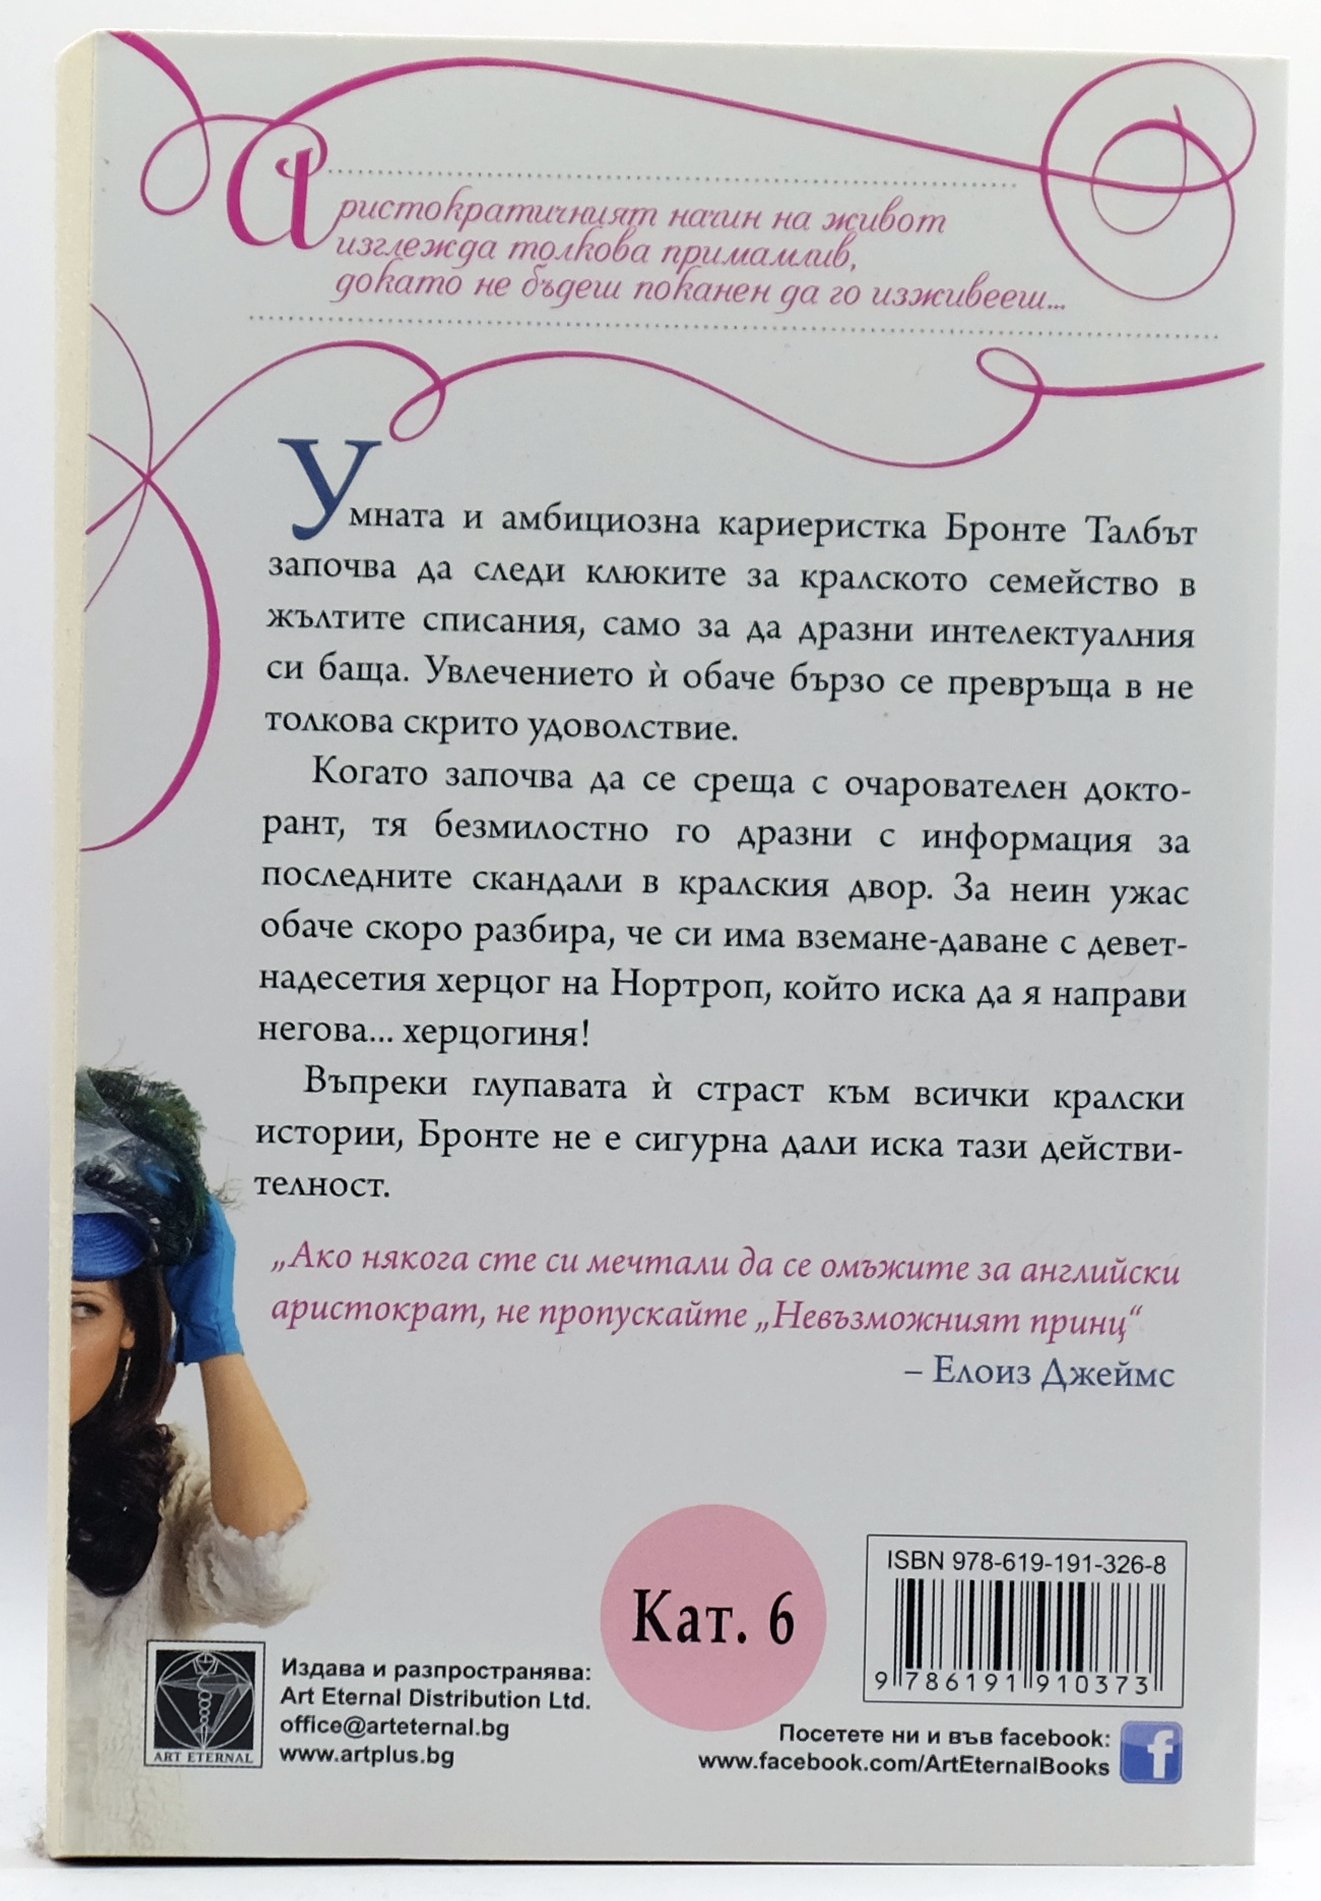 Аристократичният начин на живот
изглежда толкова примамлив,
докато не бъдеш поканен да го изживееш...
Умната и амбициозна кариеристка Бронте Талбът
започва да следи клюките за кралското семейство в
жълтите списания, само за да дразни интелектуалния
си баща. Увлечението ѝ обаче бързо се превръща в не
толкова скрито удоволствие.
Когато започва да се среща с очарователен докто-
рант, тя безмилостно го дразни с информация за
последните скандали в кралския двор. За неин ужас
обаче скоро разбира, че си има вземане-даване с девет-
надесетия херцог на Нортроп, който иска да я направи
негова... херцогиня!
Въпреки глупавата ѝ страст към всички кралски
истории, Бронте не е сигурна дали иска тази действи-
телност.
„Ако някога сте си мечтали да се омъжите за английски
аристократ, не пропускайте „Невъзможният принц“
– Елоиз Джеймс
Кат. 6
ISBN 978-619-191-326-8
9 786191 910373
ART ETERNAL
Издава и разпространява:
Art Eternal Distribution Ltd.
office@arteternal.bg
www.artplus.bg
Посетете ни и във facebook:
www.facebook.com/ArtEternalBooks
f